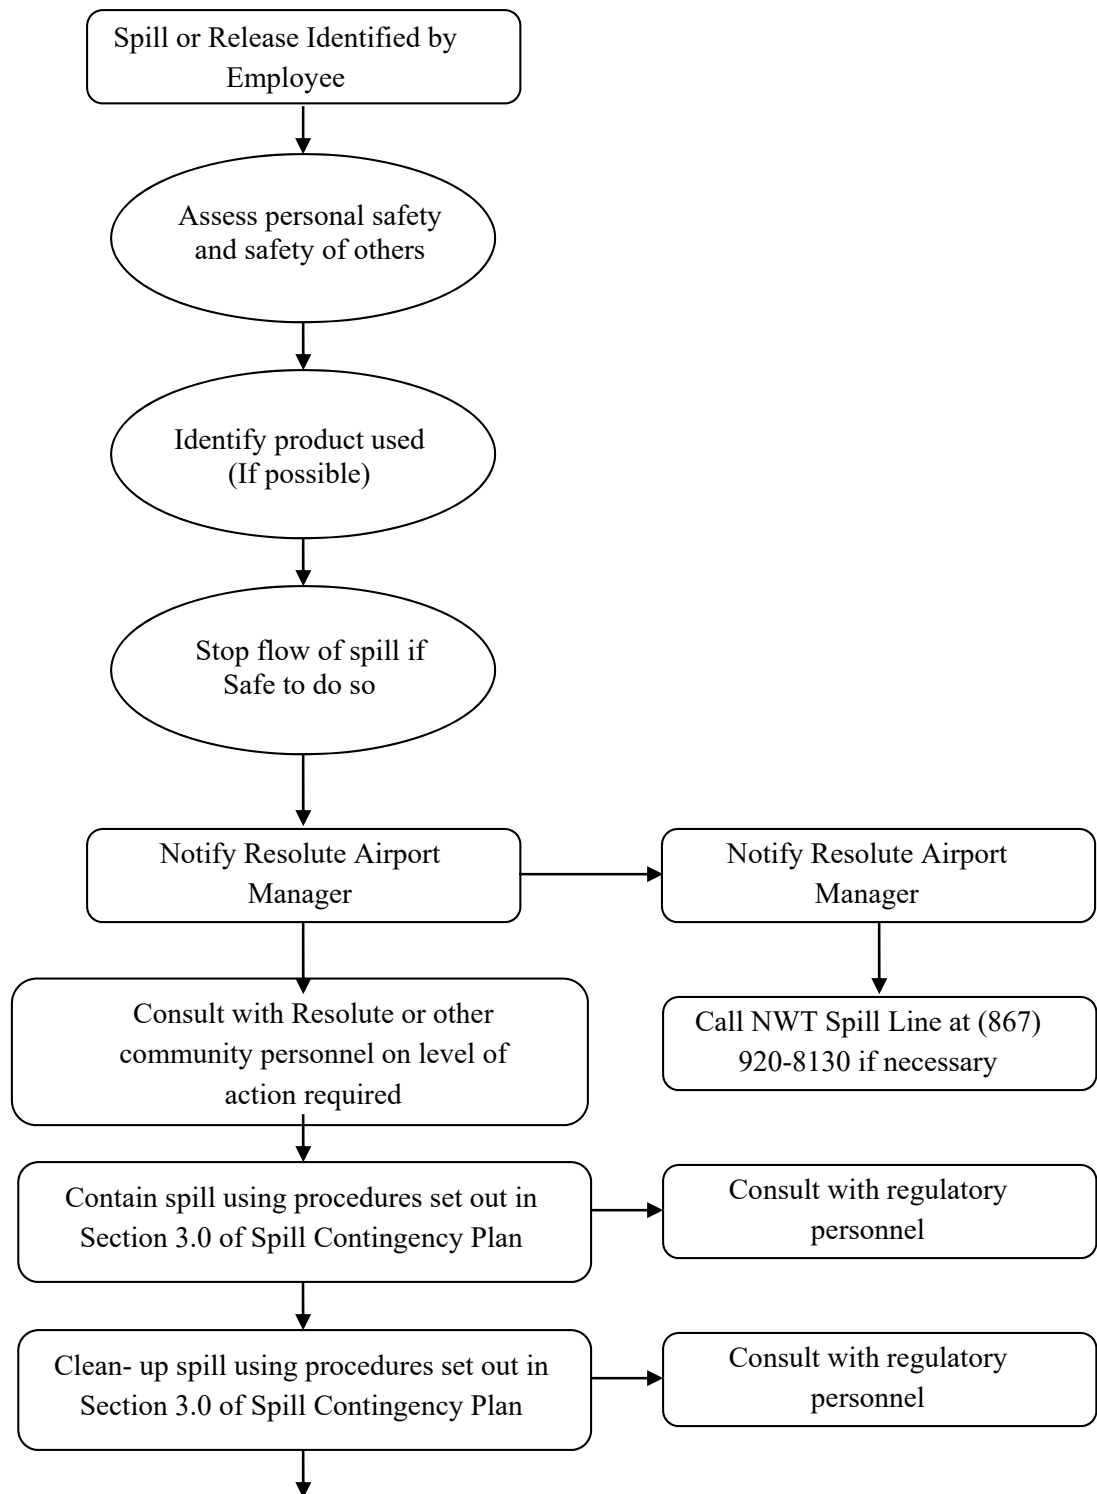 Spill or Release Identified by
Employee
Assess personal safety
and safety of others
Identify product used
(If possible)
Stop flow of spill if
Safe to do so
Notify Resolute Airport
Manager
Notify Resolute Airport
Manager
Consult with Resolute or other
community personnel on level of
action required
Call NWT Spill Line at (867)
920-8130 if necessary
Contain spill using procedures set out in
Section 3.0 of Spill Contingency Plan
Consult with regulatory
personnel
Clean- up spill using procedures set out in
Section 3.0 of Spill Contingency Plan
Consult with regulatory
personnel